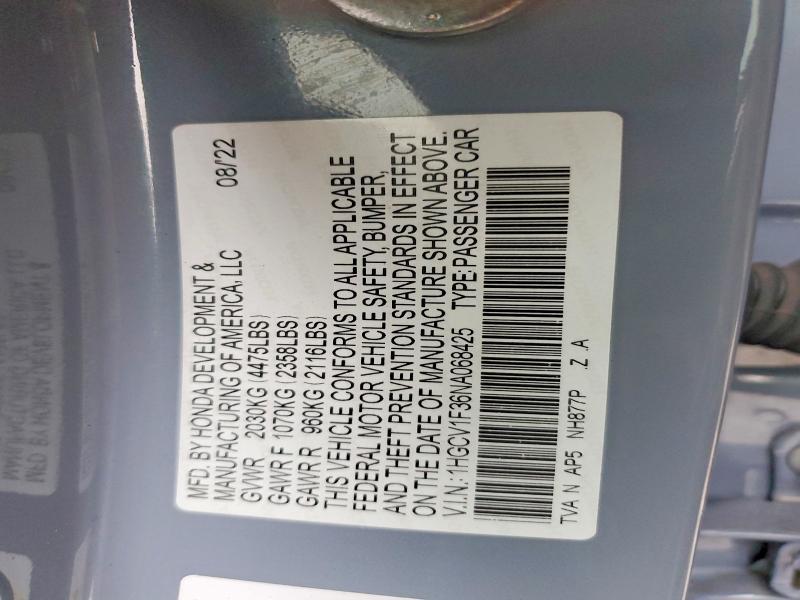 MFD. BY HONDA DEVELOPMENT &
MANUFACTURING OF AMERICA, LLC 08/'22
GVWR 2030KG (4475LBS)
GAWR F 1070KG (2358LBS)
GAWR R 960KG (2116LBS)
THIS VEHICLE CONFORMS TO ALL APPLICABLE
FEDERAL MOTOR VEHICLE SAFETY, BUMPER,
AND THEFT PREVENTION STANDARDS IN EFFECT
ON THE DATE OF MANUFACTURE SHOWN ABOVE.
V.I.N.: 1HGCV1F36NA068425 TYPE:PASSENGER CAR
TVA N AP5 NH877P Z .A